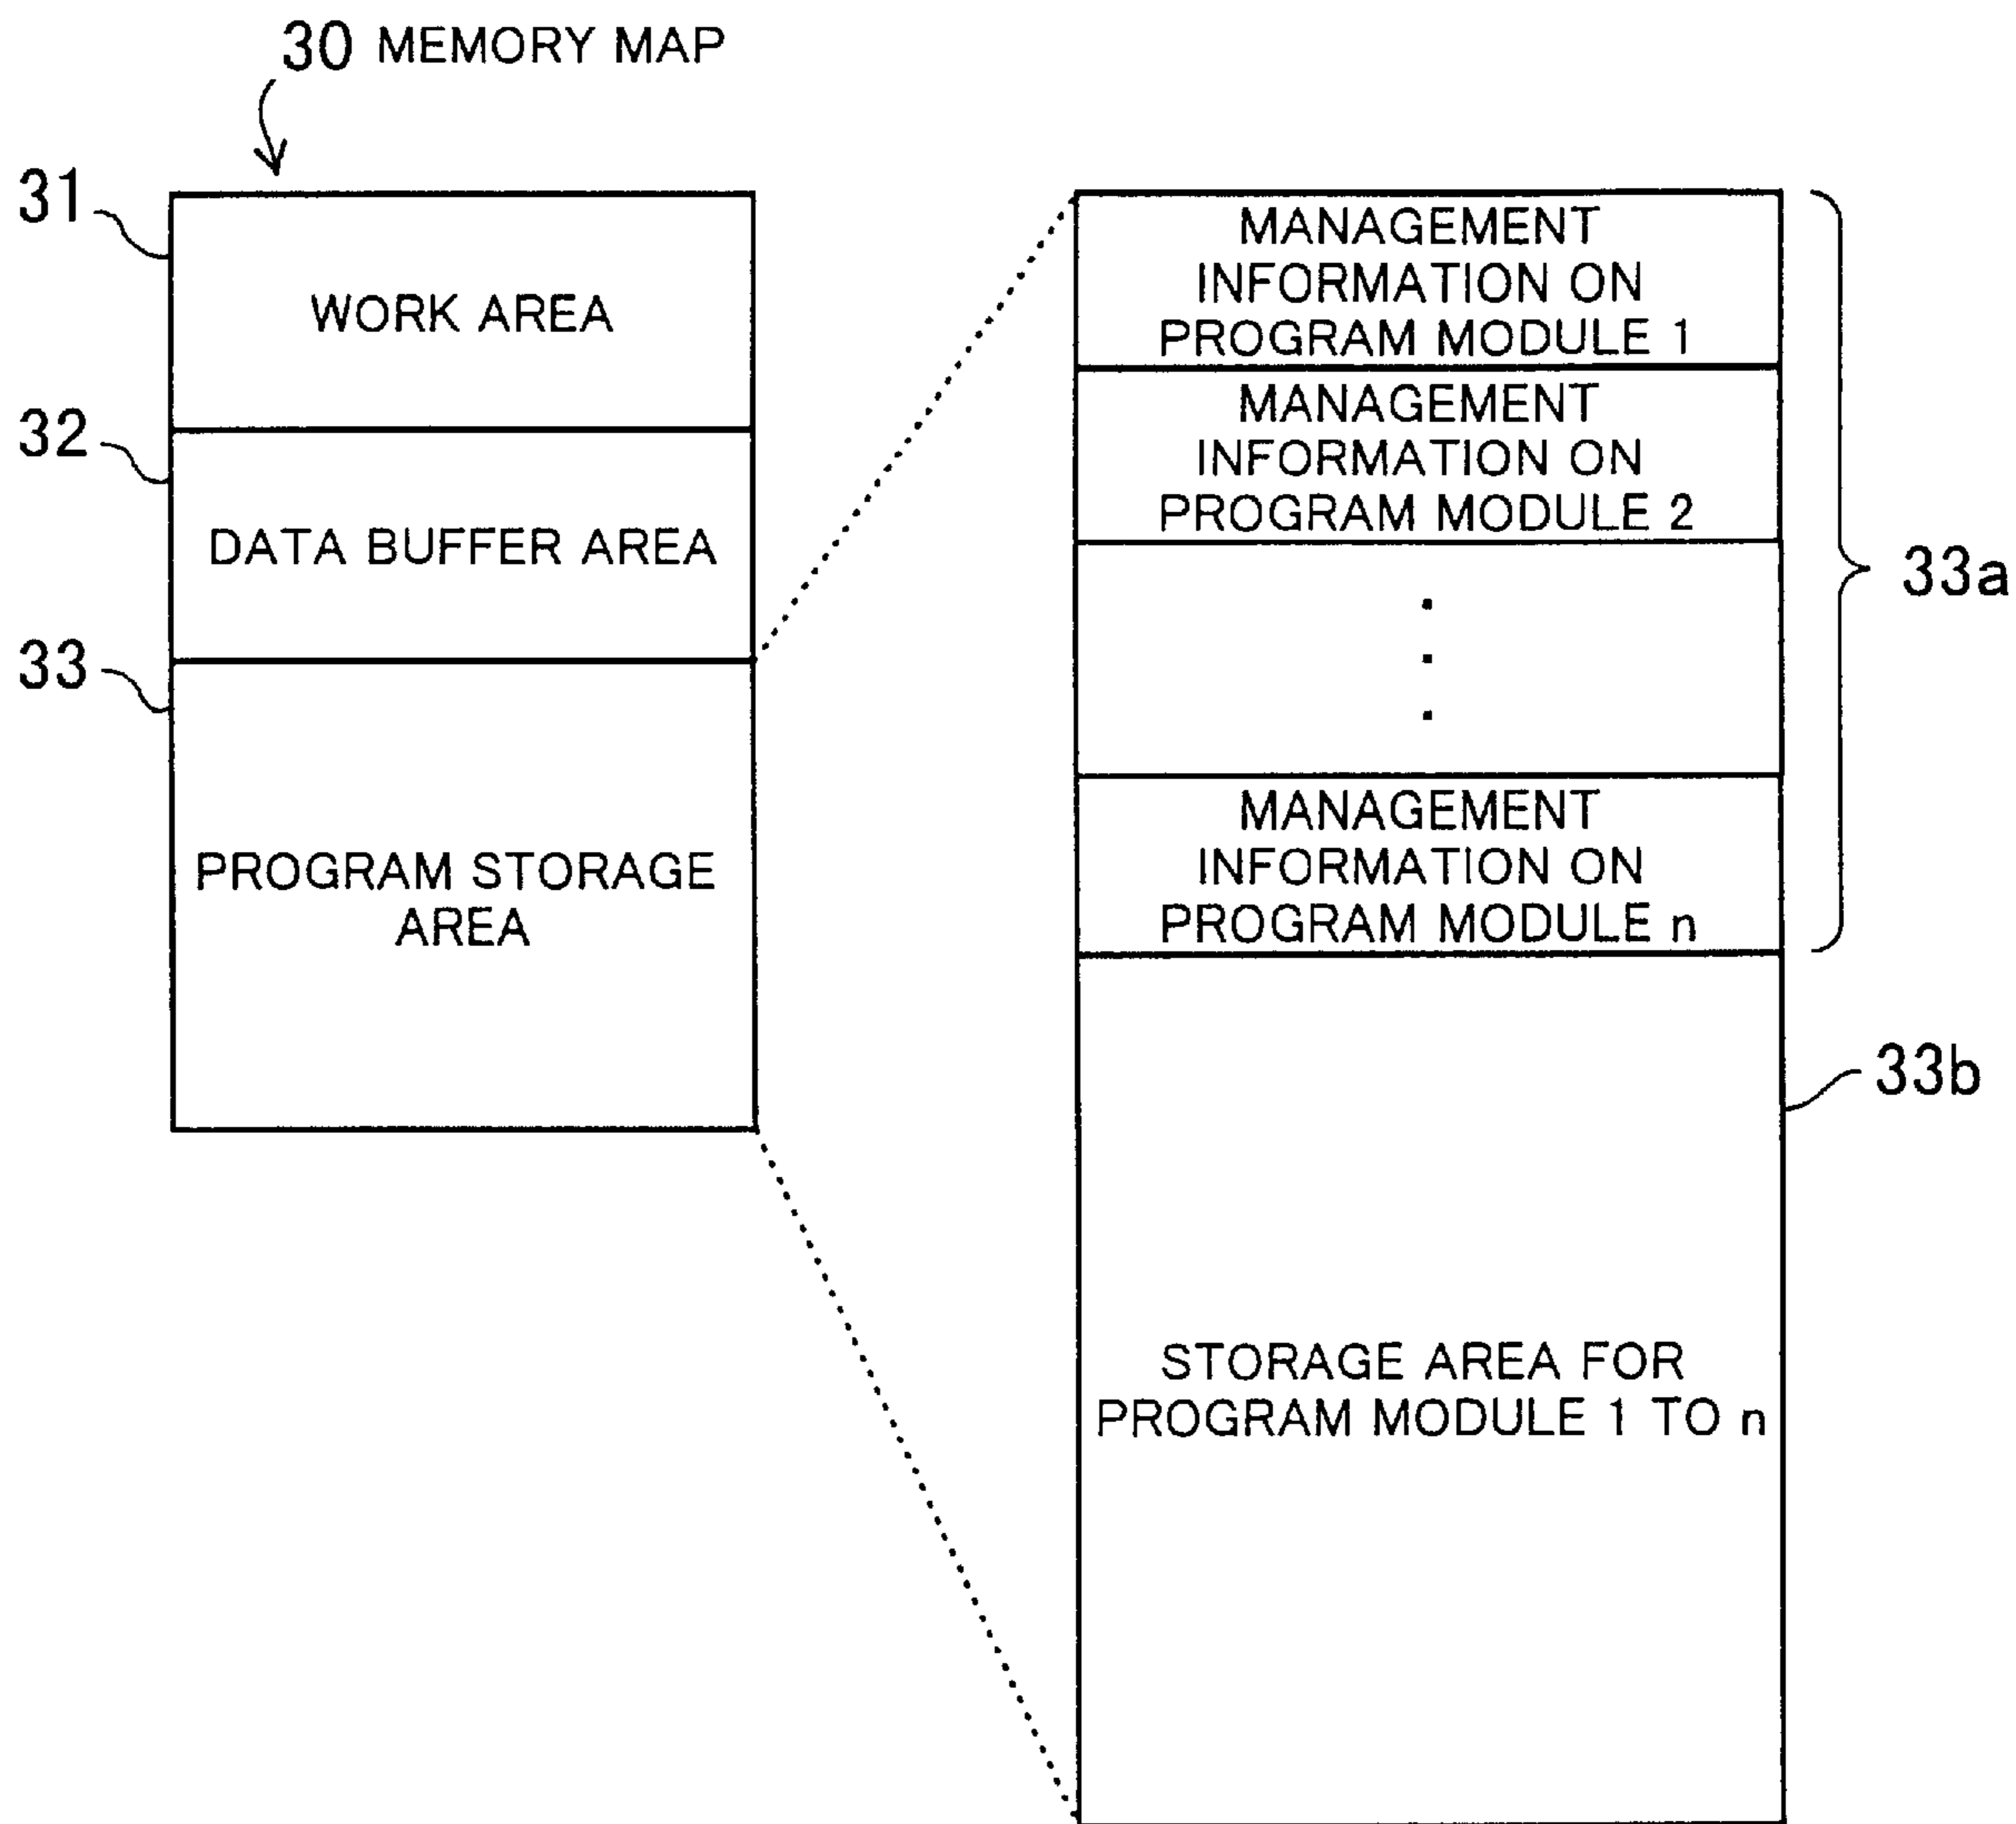 30 MEMORY MAP
31
WORK AREA
32
DATA BUFFER AREA
33
PROGRAM STORAGE
AREA
MANAGEMENT
INFORMATION ON
PROGRAM MODULE 1
MANAGEMENT
INFORMATION ON
PROGRAM MODULE 2
.
.
.
MANAGEMENT
INFORMATION ON
PROGRAM MODULE n
33a
STORAGE AREA FOR
PROGRAM MODULE 1 TO n
33b